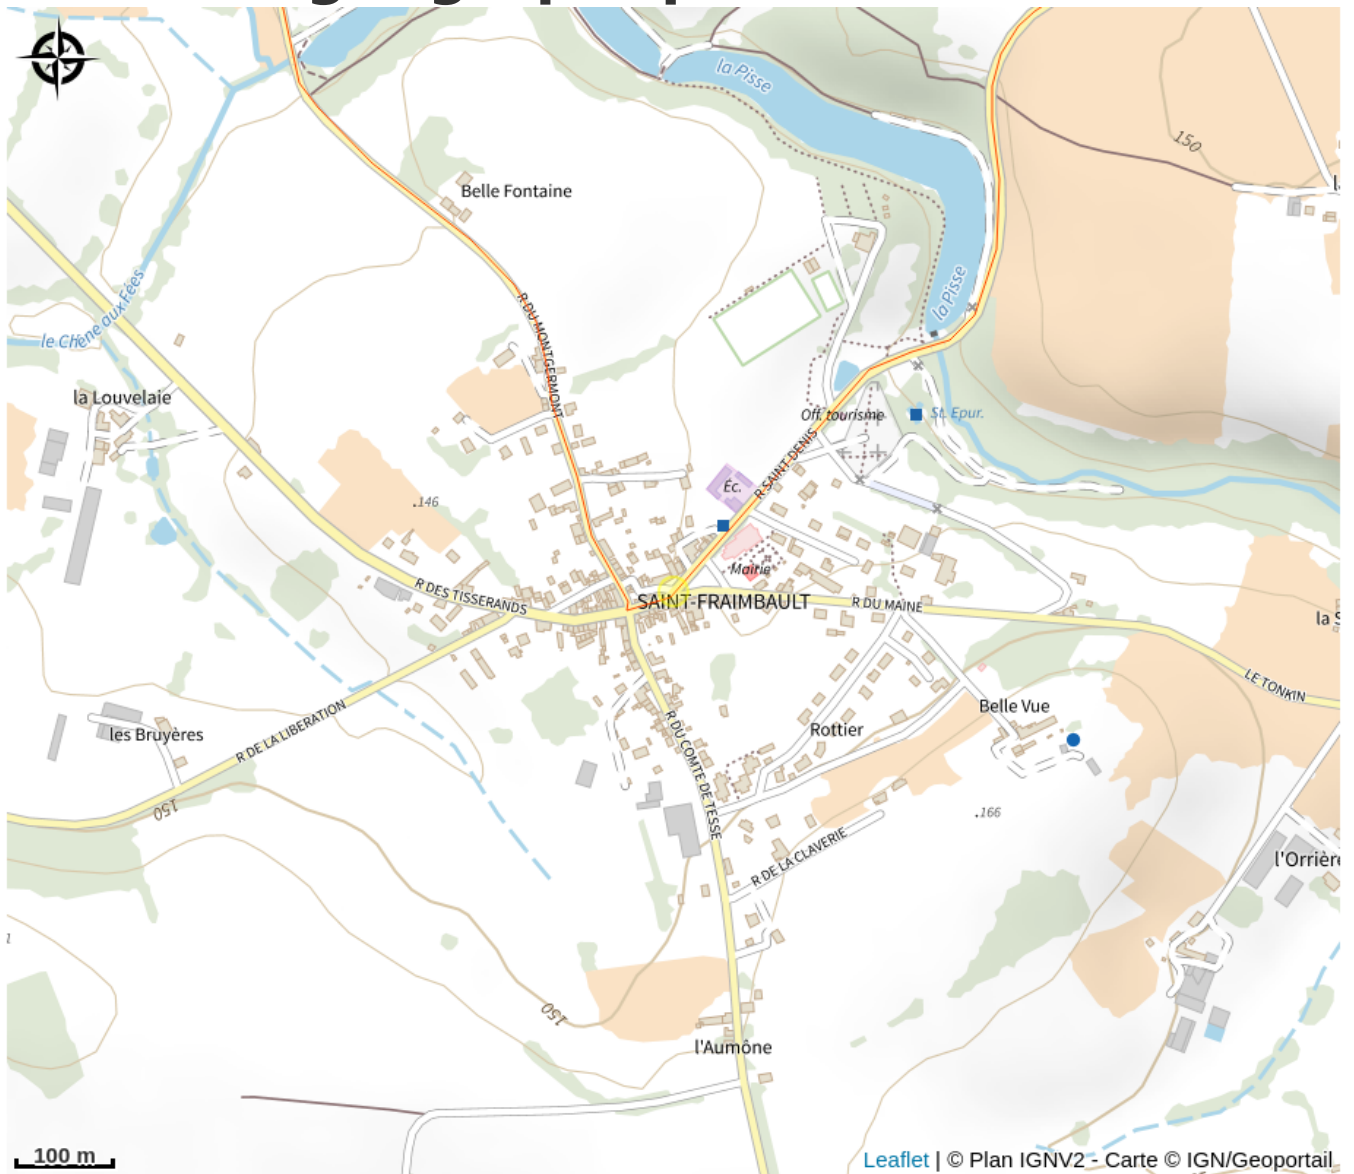 la Pisse
150
Belle Fontaine
la Pisse
le Chêne aux Fées
R DU MONTGERMONT
la Louvelaie
Off. tourisme
St. Epur.
R SAINT-DENIS
Éc.
.146
Mairie
R DES TISSERANDS
SAINT-FRAIMBAULT
R DU MAINE
LE TONKIN
Belle Vue
R DE LA LIBERATION
les Bruyères
R DU COMTE DE TESSE
Rottier
150
.166
R DE LA CLAVERIE
l'Orrière
150
l'Aumône
100 m
Leaflet | © Plan IGNV2 - Carte © IGN/Geoportail